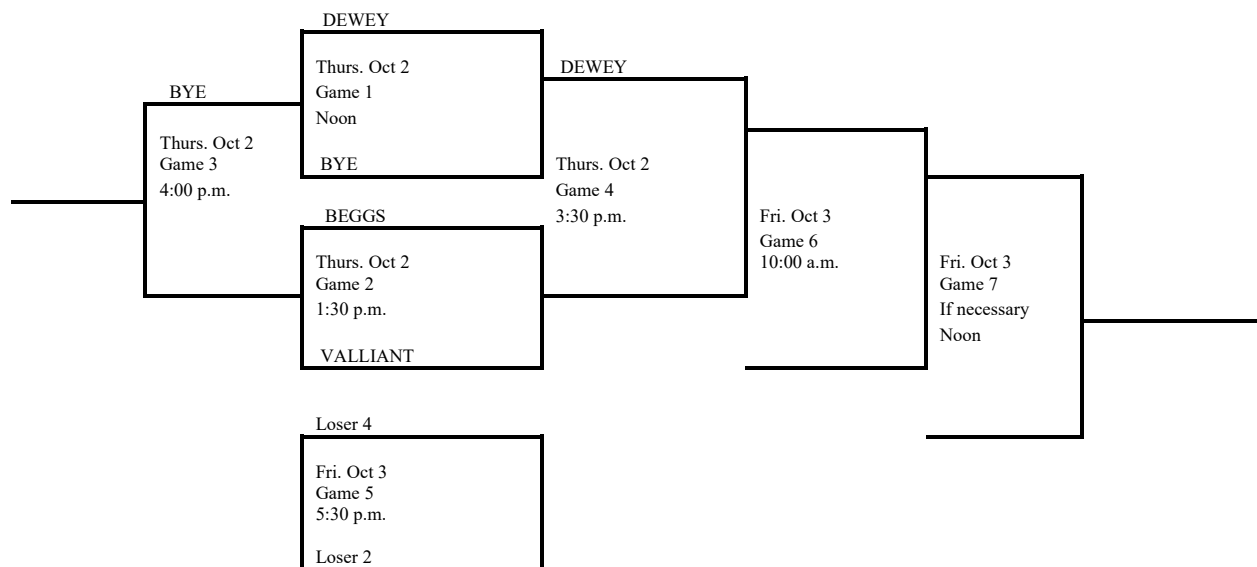 DEWEY
Thurs. Oct 2
Game 1
Noon
BYE
BYE
Thurs. Oct 2
Game 3
4:00 p.m.
BEGGS
Thurs. Oct 2
Game 2
1:30 p.m.
VALLIANT
DEWEY
Thurs. Oct 2
Game 4
3:30 p.m.
Fri. Oct 3
Game 6
10:00 a.m.
Fri. Oct 3
Game 7
If necessary
Noon
Loser 4
Fri. Oct 3
Game 5
5:30 p.m.
Loser 2